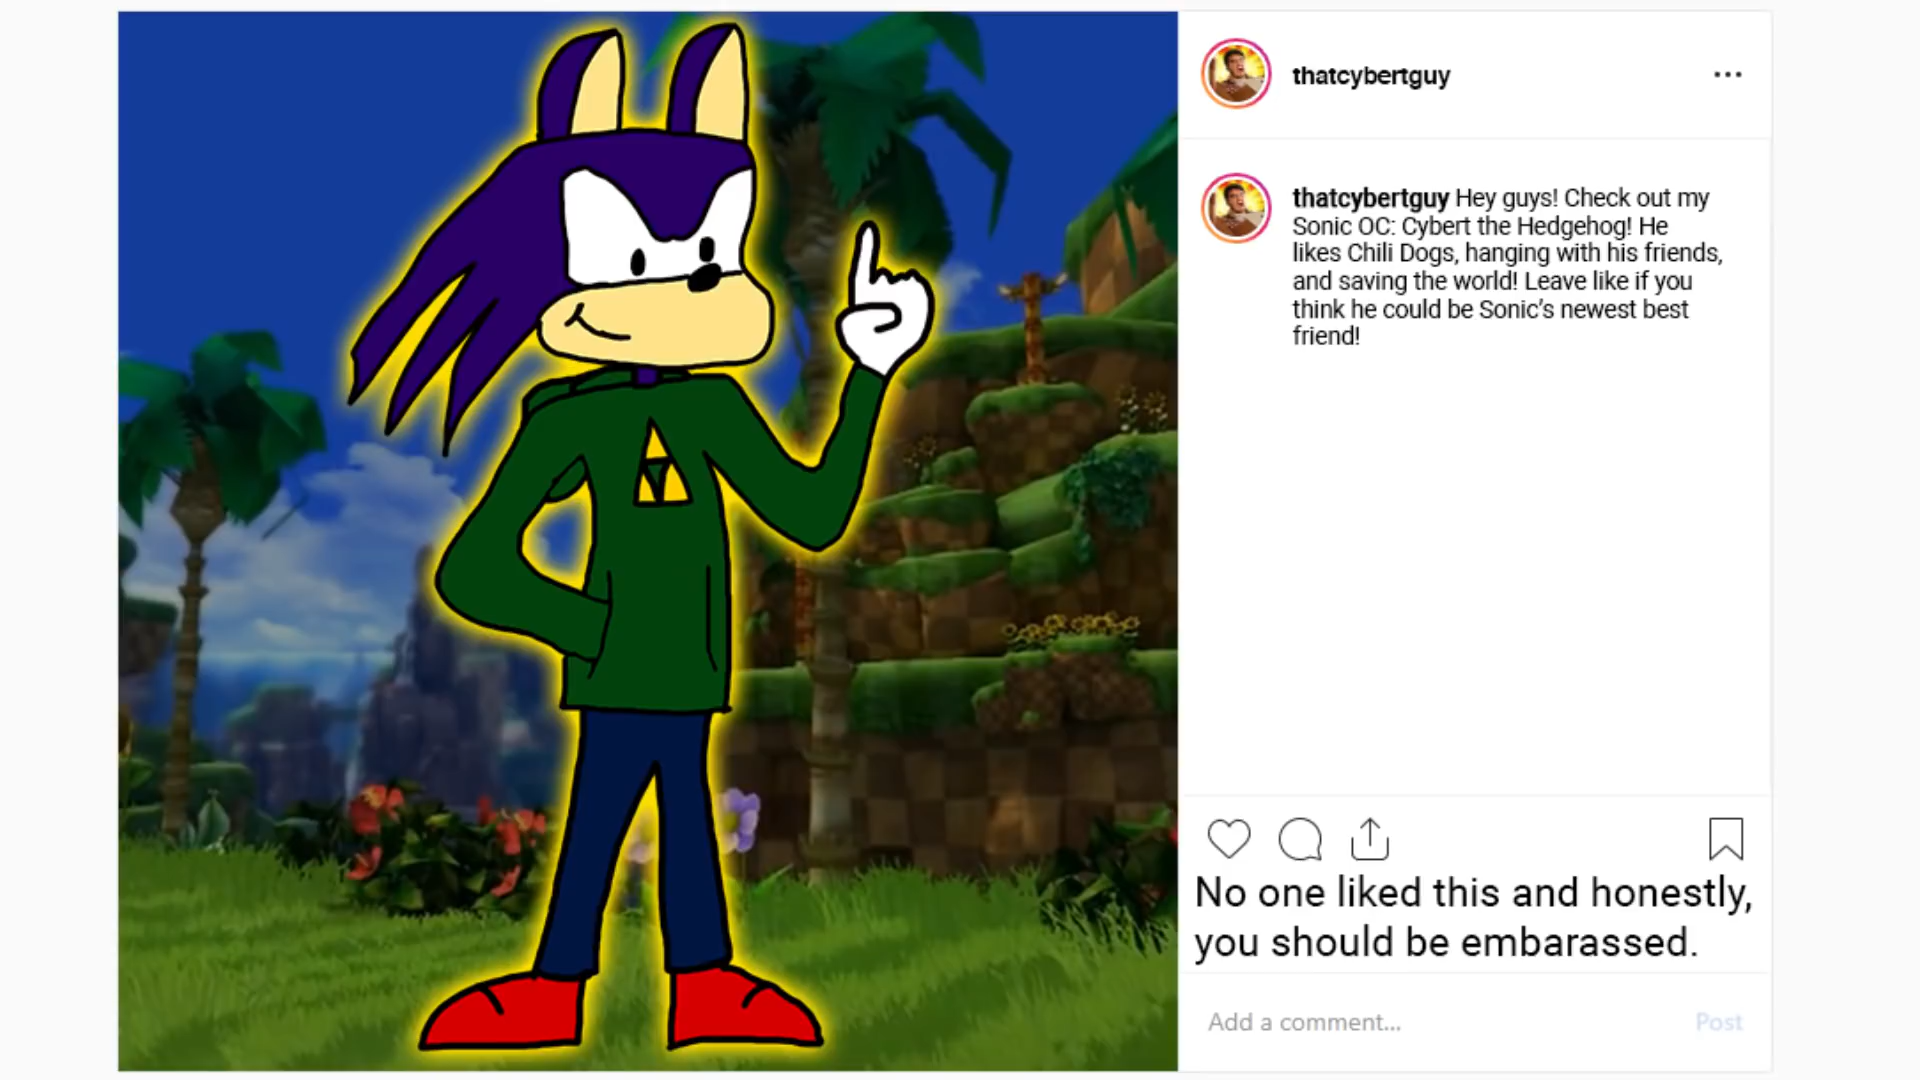 thatcybertguy
thatcybertguy Hey guys! Check out my
Sonic OC: Cybert the Hedgehog! He
likes Chili Dogs, hanging with his friends,
and saving the world! Leave like if you
think he could be Sonic’s newest best
friend!
No one liked this and honestly,
you should be embarassed.
Add a comment...
Post